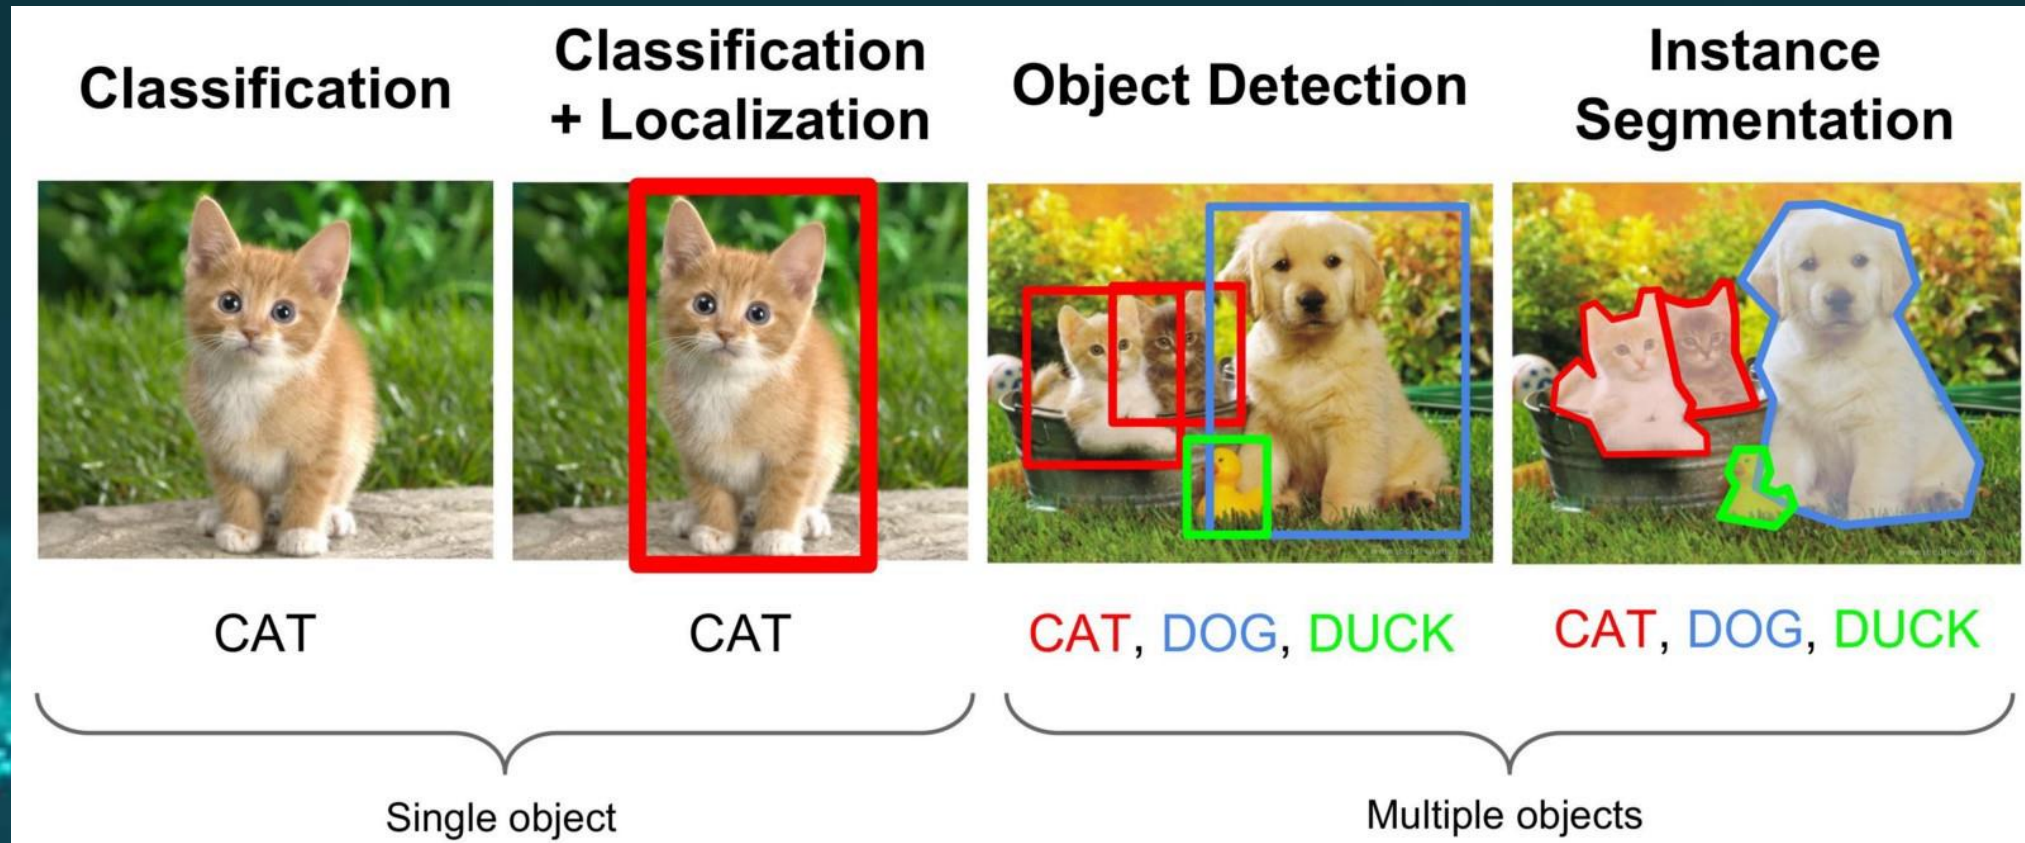 Classification
Classification
+ Localization
Object Detection
Instance
Segmentation
CAT
CAT
CAT, DOG, DUCK
CAT, DOG, DUCK
Single object
Multiple objects